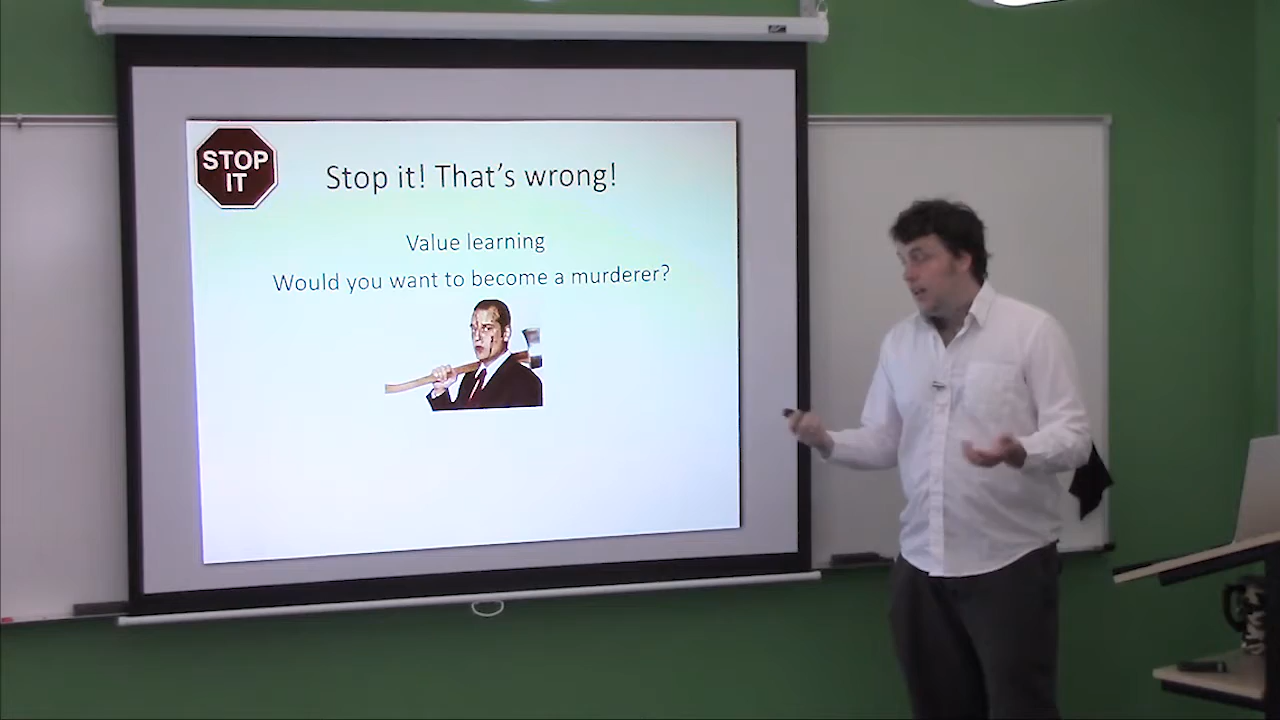 STOP
IT
Stop it! That's wrong!
Value learning
Would you want to become a murderer?